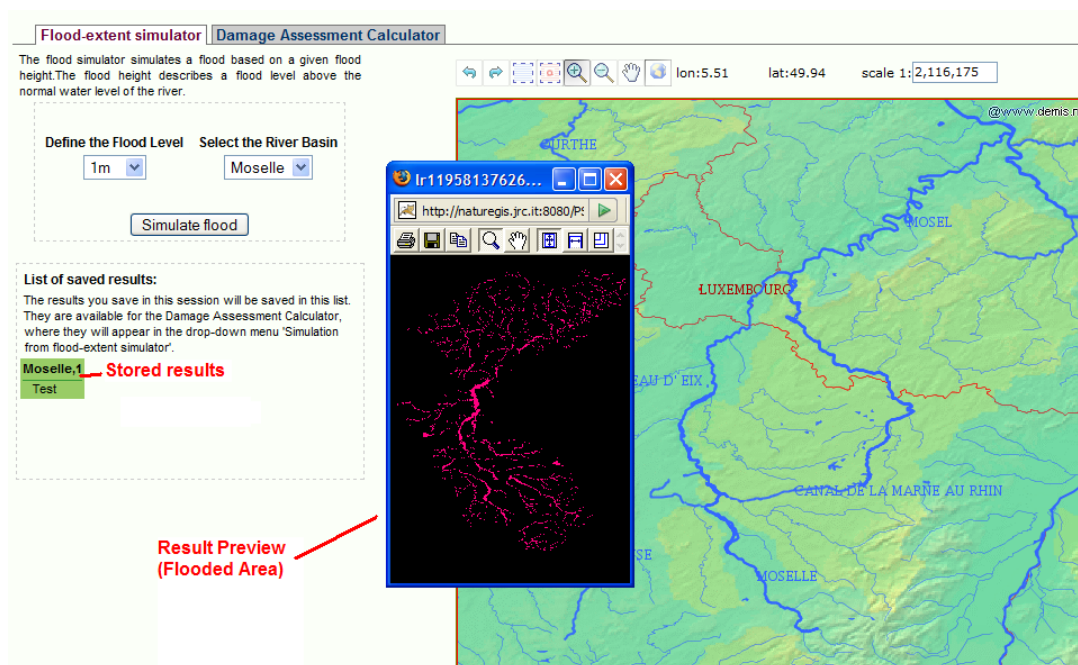 Flood-extent simulator
Damage Assessment Calculator
The flood simulator simulates a flood based on a given flood
height.The flood height describes a flood level above the
normal water level of the river.
Define the Flood Level
Select the River Basin
1m
Moselle
Simulate flood
List of saved results:
The results you save in this session will be saved in this list.
They are available for the Damage Assessment Calculator,
where they will appear in the drop-down menu 'Simulation
from flood-extent simulator'.
Moselle,1
Stored results
Test
Result Preview
(Flooded Area)
lr11958137626...
http://naturegis.jrc.it:8080/PS
lon:5.51
lat:49.94
scale 1:
2,116,175
@www.demis.n
OURTHE
MOSEL
LUXEMBOURG
EAU D' EIX
CANAL DE LA MARNE AU RHIN
SE
MOSELLE